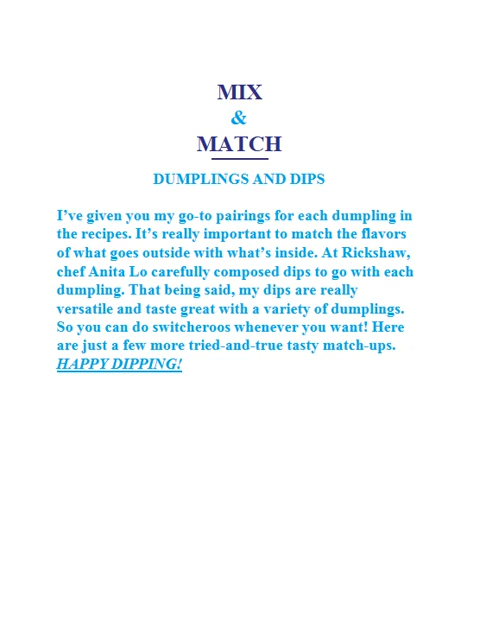 MIX
&
MATCH
DUMPLINGS AND DIPS
I’ve given you my go-to pairings for each dumpling in
the recipes. It’s really important to match the flavors
of what goes outside with what’s inside. At Rickshaw,
chef Anita Lo carefully composed dips to go with each
dumpling. That being said, my dips are really
versatile and taste great with a variety of dumplings.
So you can do switcheroos whenever you want! Here
are just a few more tried-and-true tasty match-ups.
HAPPY DIPPING!